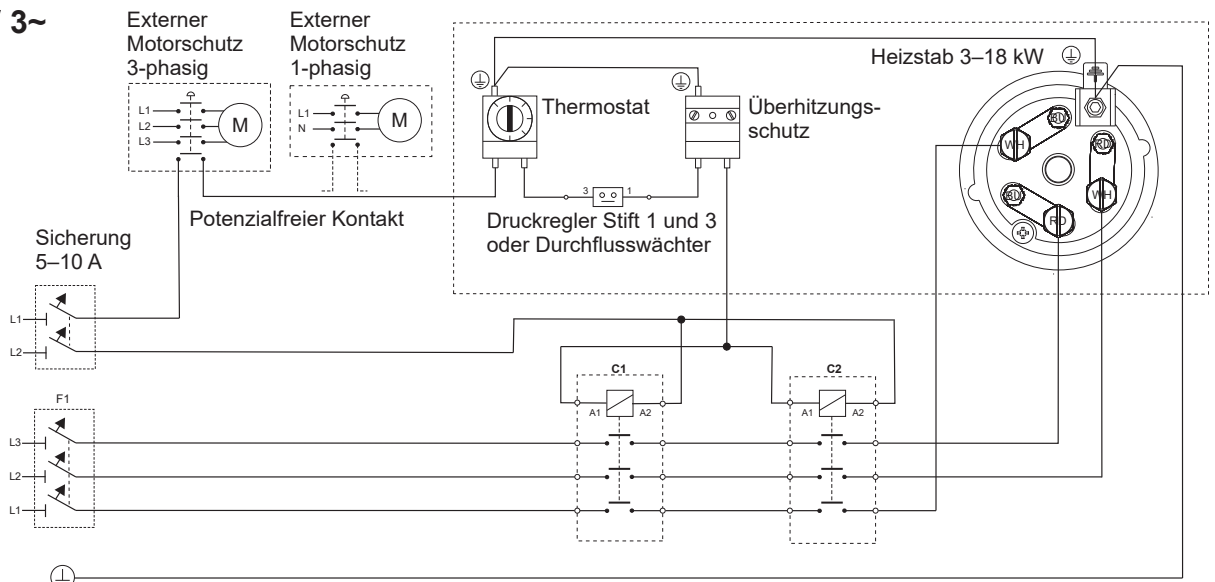 3~
Externer
Motorschutz
3-phasig
Externer
Motorschutz
1-phasig
L1
L2
L3
M
L1
N
M
Thermostat
Überhitzungs-
schutz
Heizstab 3–18 kW
WH
BU
RD
WH
BU
RD
3
1
Potenzialfreier Kontakt
Druckregler Stift 1 und 3
oder Durchflusswächter
Sicherung
5–10 A
L1
L2
C1
A1
A2
C2
A1
A2
F1
L3
L2
L1